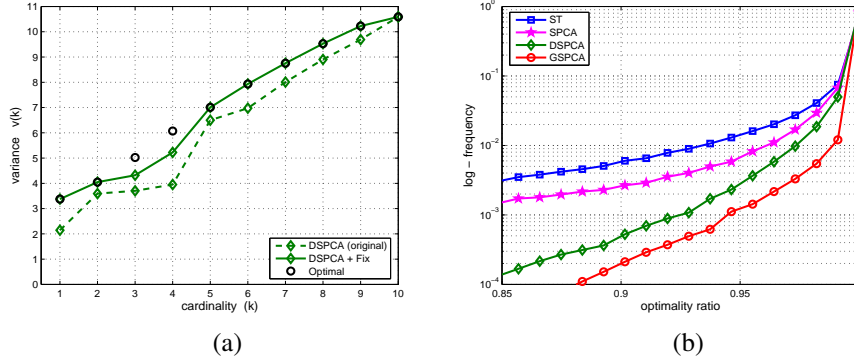 11
10
9
8
7
6
5
4
3
2
1
0
variance v(k)
1 2 3 4 5 6 7 8 9 10
cardinality (k)
DSPCA (original)
DSPCA + Fix
Optimal
(a)
10^0
10^-1
10^-2
10^-3
10^-4
log − frequency
0.85 0.9 0.95
optimality ratio
ST
SPCA
DSPCA
GSPCA
(b)